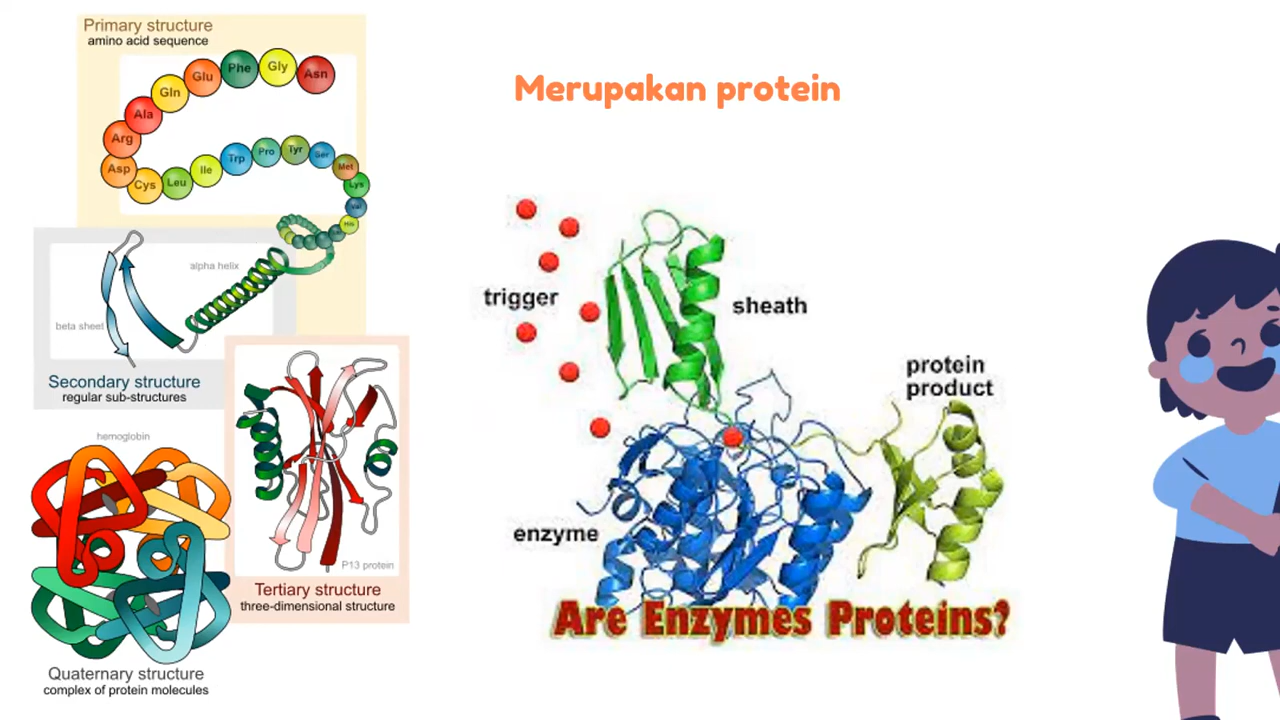 Primary structure
amino acid sequence
Asn
Gly
Phe
Glu
Gln
Ala
Arg
Asp
Cys
Leu
Ile
Trp
Pro
Tyr
Ser
Met
Lys
Val
His
alpha helix
beta sheet
Secondary structure
regular sub-structures
P13 protein
Tertiary structure
three-dimensional structure
hemoglobin
Quaternary structure
complex of protein molecules
Merupakan protein
trigger
sheath
protein
product
enzyme
Are Enzymes Proteins?